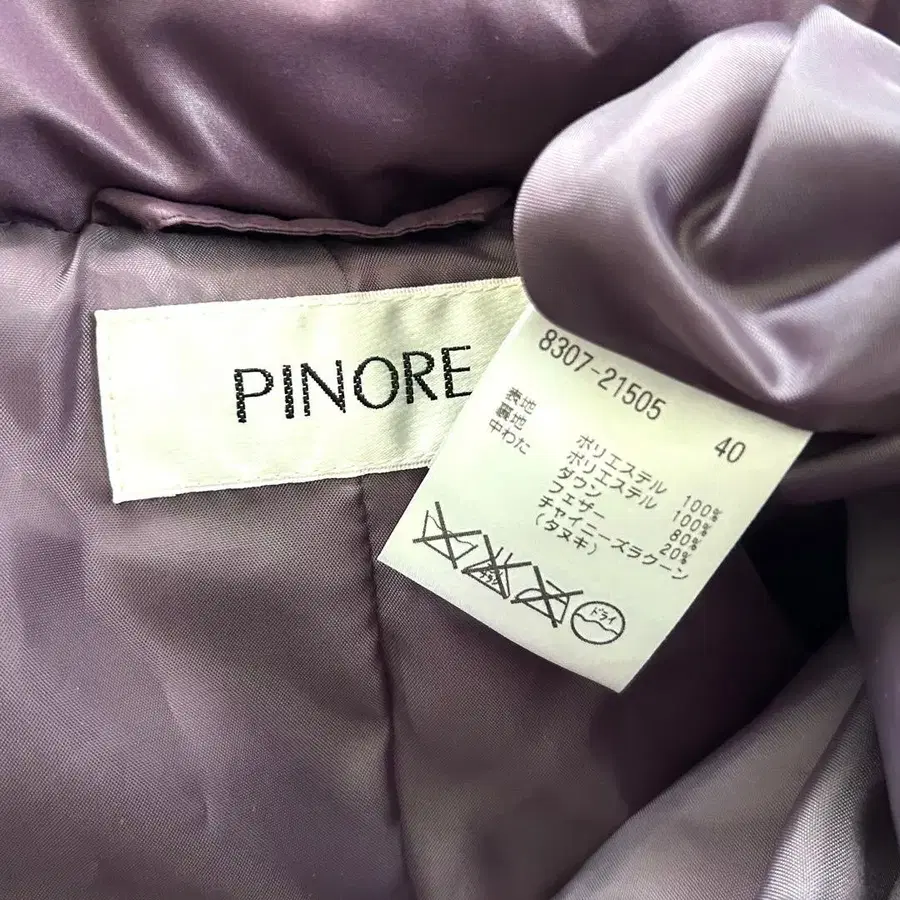 PINORE
8307-21505
40
表地 ポリエステル 100%
裏地 ポリエステル 100%
中わた ダウン 80%
フェザー 20%
チャイニーズラクーン
(タヌキ)
ドライ